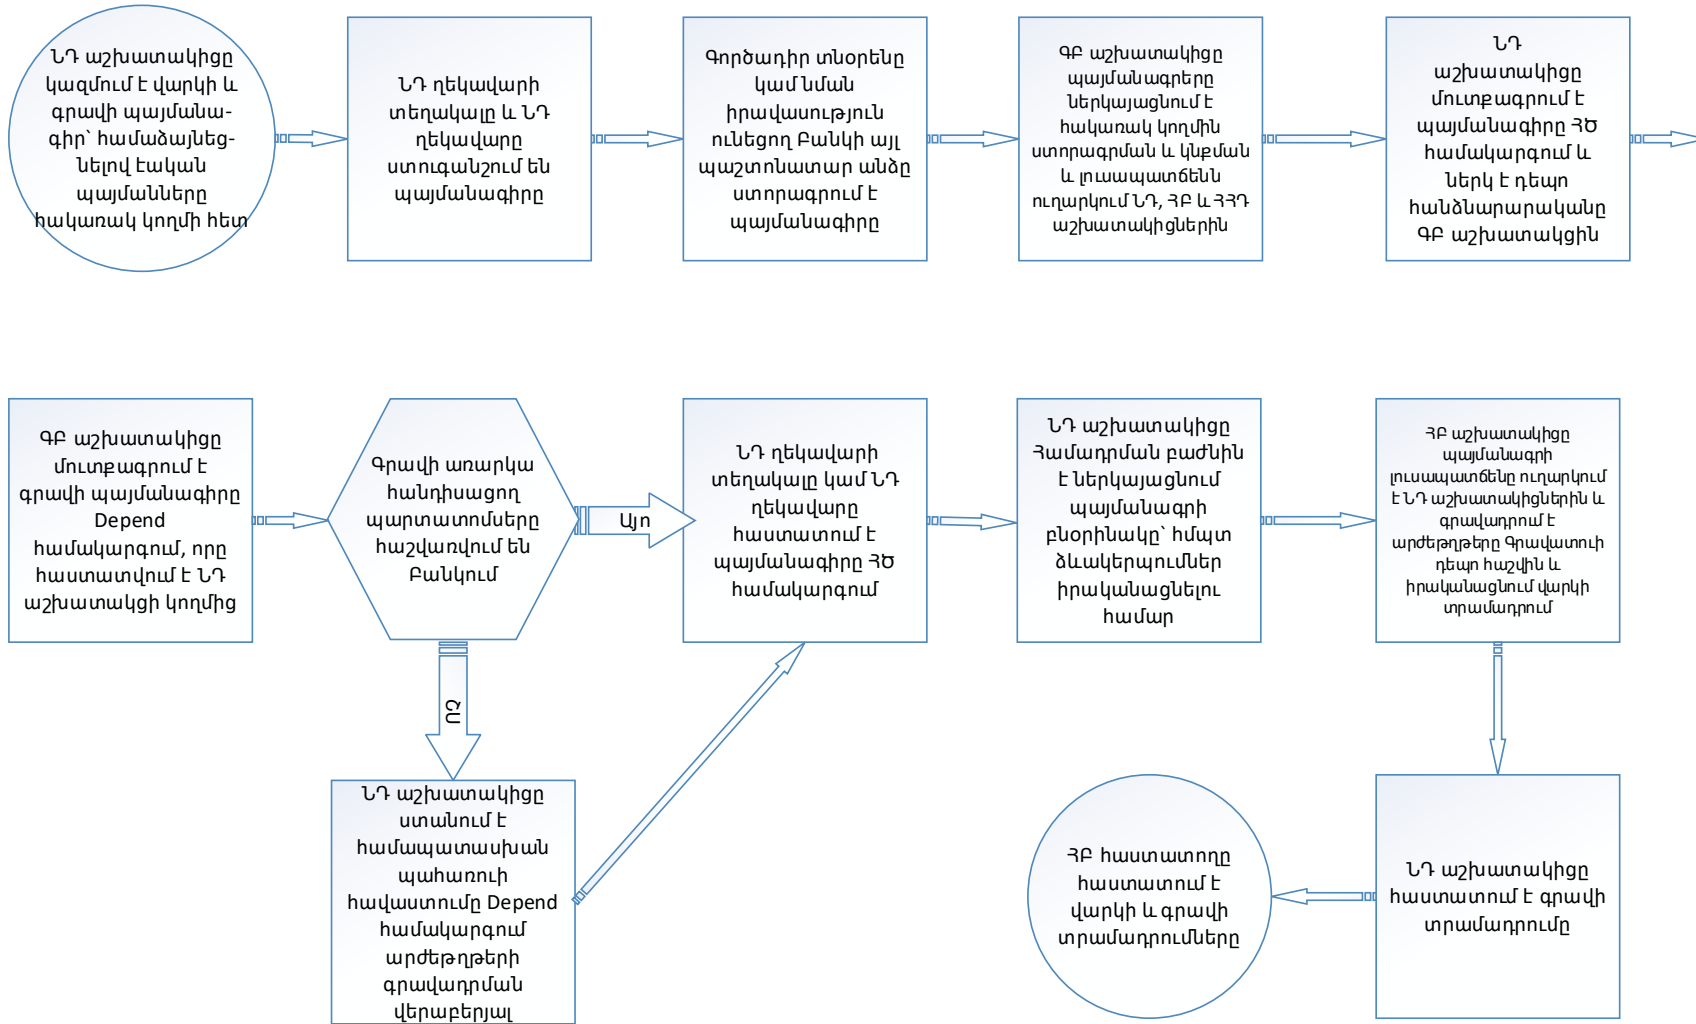 ՆԴ աշխատակիցը
կազմում է վարկի և
գրավի պայմանա-
գիր՝ համաձայնեց-
նելով էական
պայմանները
հակառակ կողմի հետ
ՆԴ ղեկավարի
տեղակալը և ՆԴ
ղեկավարը
ստուգանշում են
պայմանագիրը
Գործադիր տնօրենը
կամ նման
իրավասություն
ունեցող Բանկի այլ
պաշտոնատար անձը
ստորագրում է
պայմանագիրը
ԳԲ աշխատակիցը
պայմանագրերը
ներկայացնում է
հակառակ կողմին
ստորագրման և կնքման
և լուսապատճենն
ուղարկում ՆԴ, ՀԲ և ՀՀԴ
աշխատակիցներին
ՆԴ
աշխատակիցը
մուտքագրում է
պայմանագիրը ՀԾ
համակարգում և
ներկ է դեպո
հանձնարարականը
ԳԲ աշխատակցին
ԳԲ աշխատակիցը
մուտքագրում է
գրավի պայմանագիրը
Depend
համակարգում, որը
հաստատվում է ՆԴ
աշխատակցի կողմից
Գրավի առարկա
հանդիսացող
պարտատոմսերը
հաշվառվում են
Բանկում
Այո
ՈՉ
ՆԴ ղեկավարի
տեղակալը կամ ՆԴ
ղեկավարը
հաստատում է
պայմանագիրը ՀԾ
համակարգում
ՆԴ աշխատակիցը
Համադրման բաժնին
է ներկայացնում
պայմանագրի
բնօրինակը՝ հմպտ
ձևակերպումներ
իրականացնելու
համար
ՀԲ աշխատակիցը
պայմանագրի
լուսապատճենը ուղարկում
է ՆԴ աշխատակիցներին և
գրավադրում է
արժեթղթերը Գրավատուի
դեպո հաշվին և
իրականացնում վարկի
տրամադրում
ՆԴ աշխատակիցը
ստանում է
համապատասխան
պահառուի
հավաստումը Depend
համակարգում
արժեթղթերի
գրավադրման
վերաբերյալ
ՀԲ հաստատողը
հաստատում է
վարկի և գրավի
տրամադրումները
ՆԴ աշխատակիցը
հաստատում է գրավի
տրամադրումը